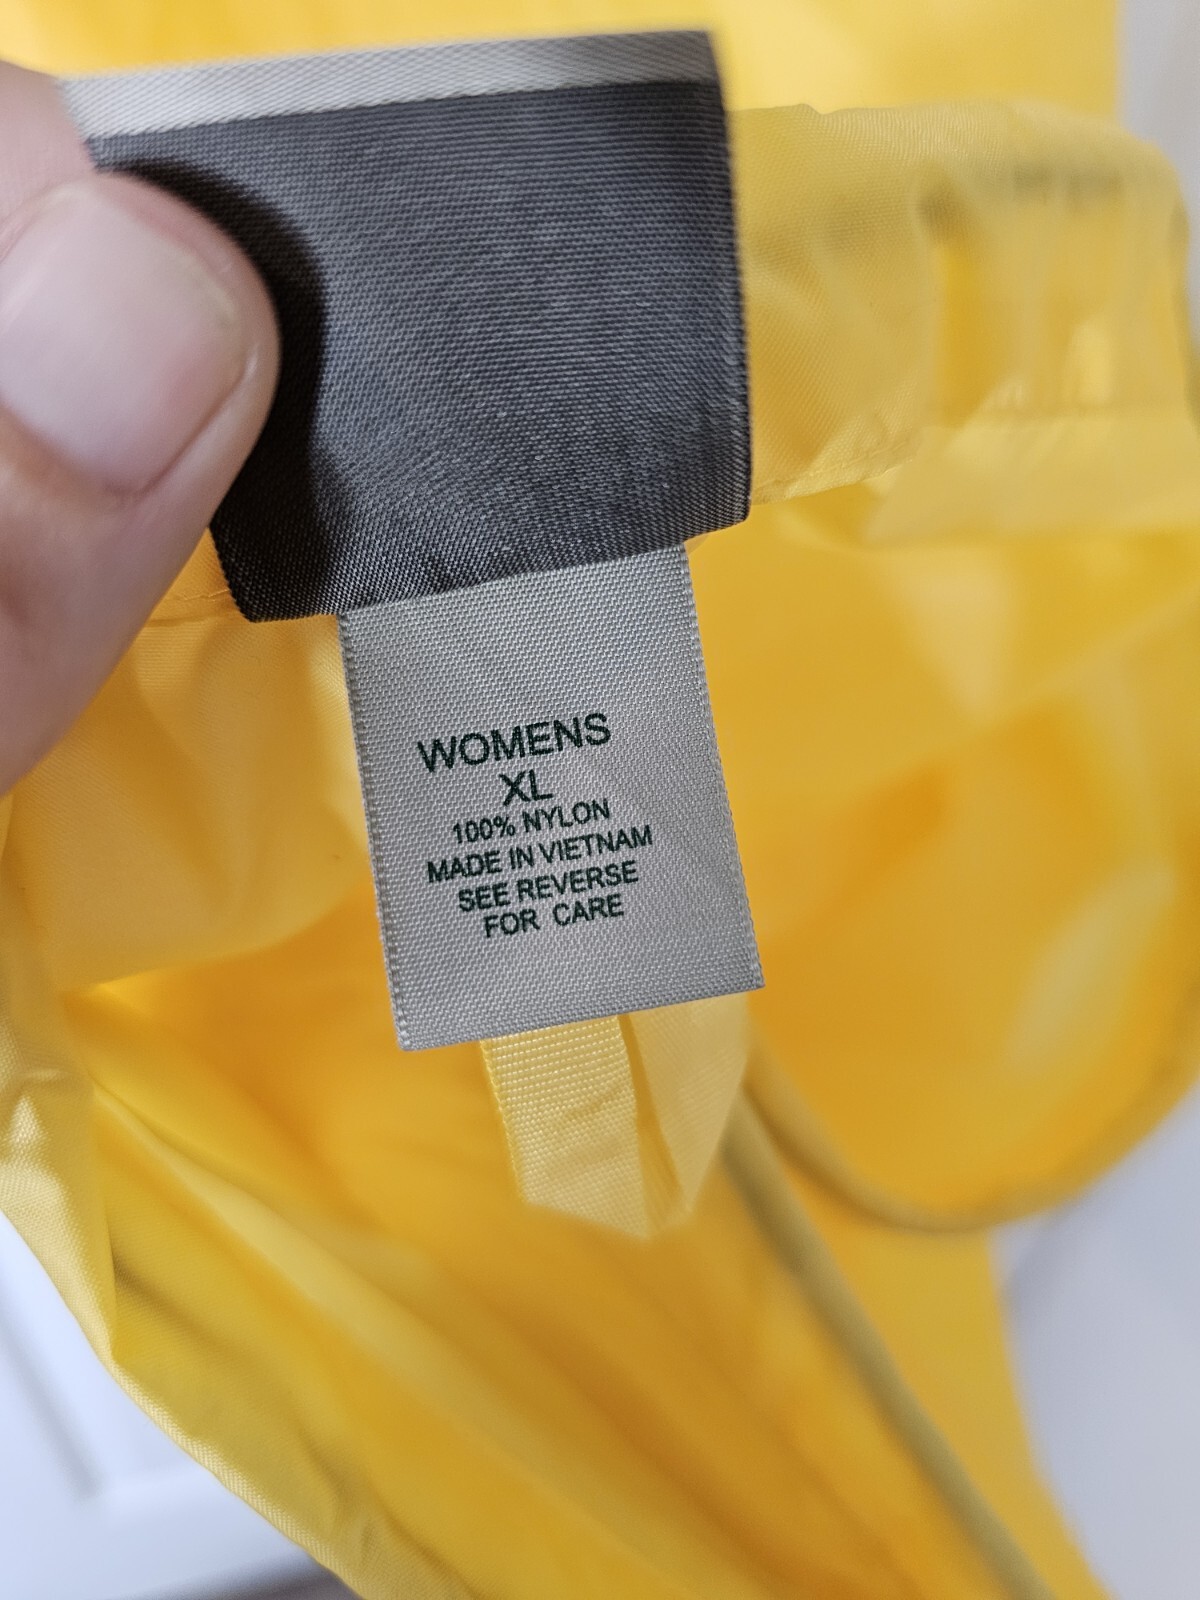 WOMENS
XL
100% NYLON
MADE IN VIETNAM
SEE REVERSE
FOR CARE